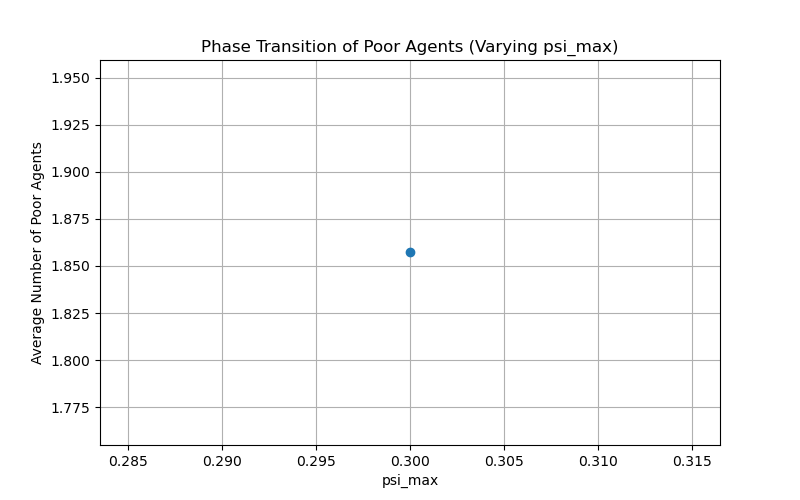 Phase Transition of Poor Agents (Varying psi_max)
Average Number of Poor Agents
1.950
1.925
1.900
1.875
1.850
1.825
1.800
1.775
0.285 0.290 0.295 0.300 0.305 0.310 0.315
psi_max